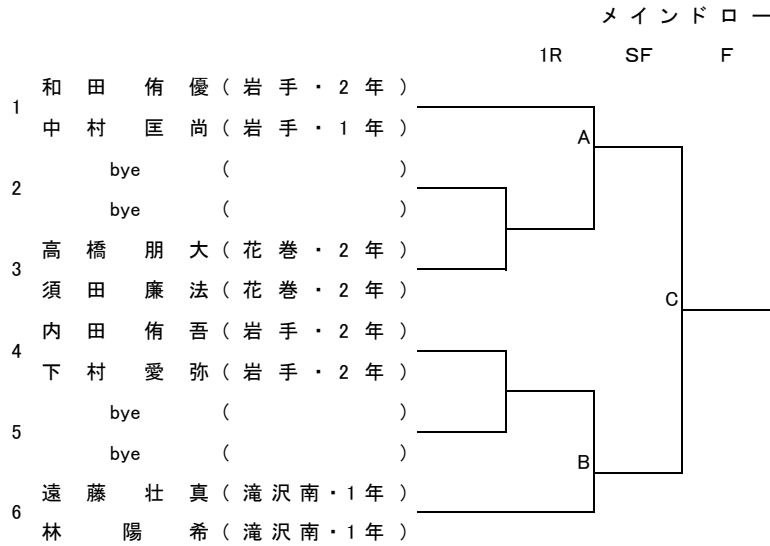 メインドロー
1R SF F
和田 侑優(岩手・2年)
1
中村 匡尚(岩手・1年)
A
bye ( )
2
bye ( )
高橋 朋大(花巻・2年)
3
須田 廉法(花巻・2年)
C
内田 侑吾(岩手・2年)
4
下村 愛弥(岩手・2年)
bye ( )
5
bye ( )
B
遠藤 壮真(滝沢南・1年)
6
林 陽希(滝沢南・1年)